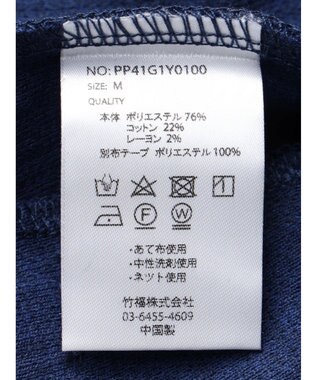 NO: PP41G1Y0100
SIZE: M
QUALITY
本体 ポリエステル 76%
コットン 22%
レーヨン 2%
別布テープ ポリエステル 100%
F W
・あて布使用
・中性洗剤使用
・ネット使用
竹福株式会社
03-6455-4609
中国製